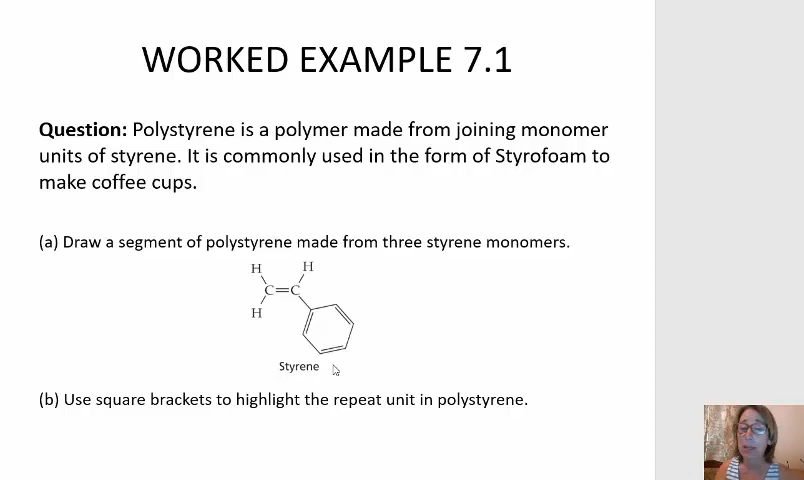 WORKED EXAMPLE 7.1
Question: Polystyrene is a polymer made from joining monomer
units of styrene. It is commonly used in the form of Styrofoam to
make coffee cups.
(a) Draw a segment of polystyrene made from three styrene monomers.
H H
C=C
H
Styrene
(b) Use square brackets to highlight the repeat unit in polystyrene.